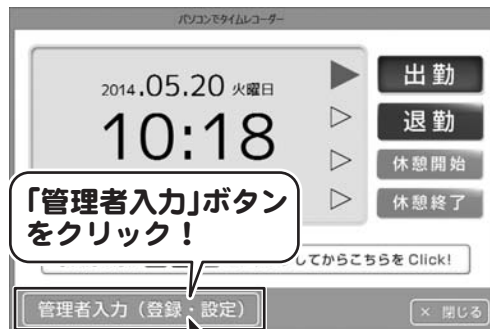 パソコンでタイムレコーダー
2014.05.20 火曜日
10:18
出勤
退勤
休憩開始
休憩終了
「管理者入力」ボタン
をクリック！
してからこちらを Click!
管理者入力（登録・設定）
× 閉じる